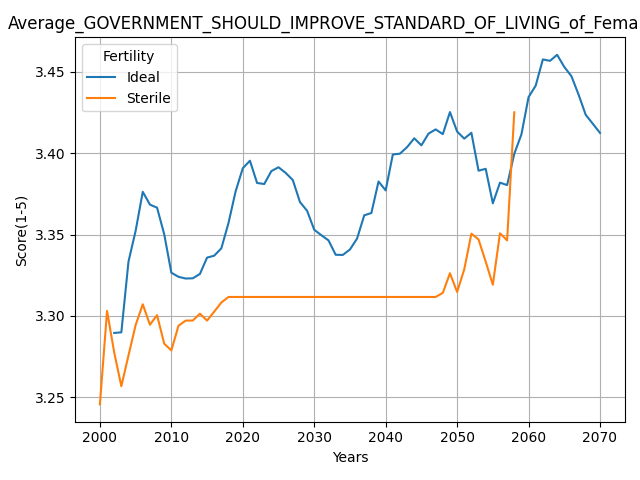 Average_GOVERNMENT_SHOULD_IMPROVE_STANDARD_OF_LIVING_of_Fema
Fertility
Ideal
Sterile
Score(1-5)
3.45
3.40
3.35
3.30
3.25
2000 2010 2020 2030 2040 2050 2060 2070
Years